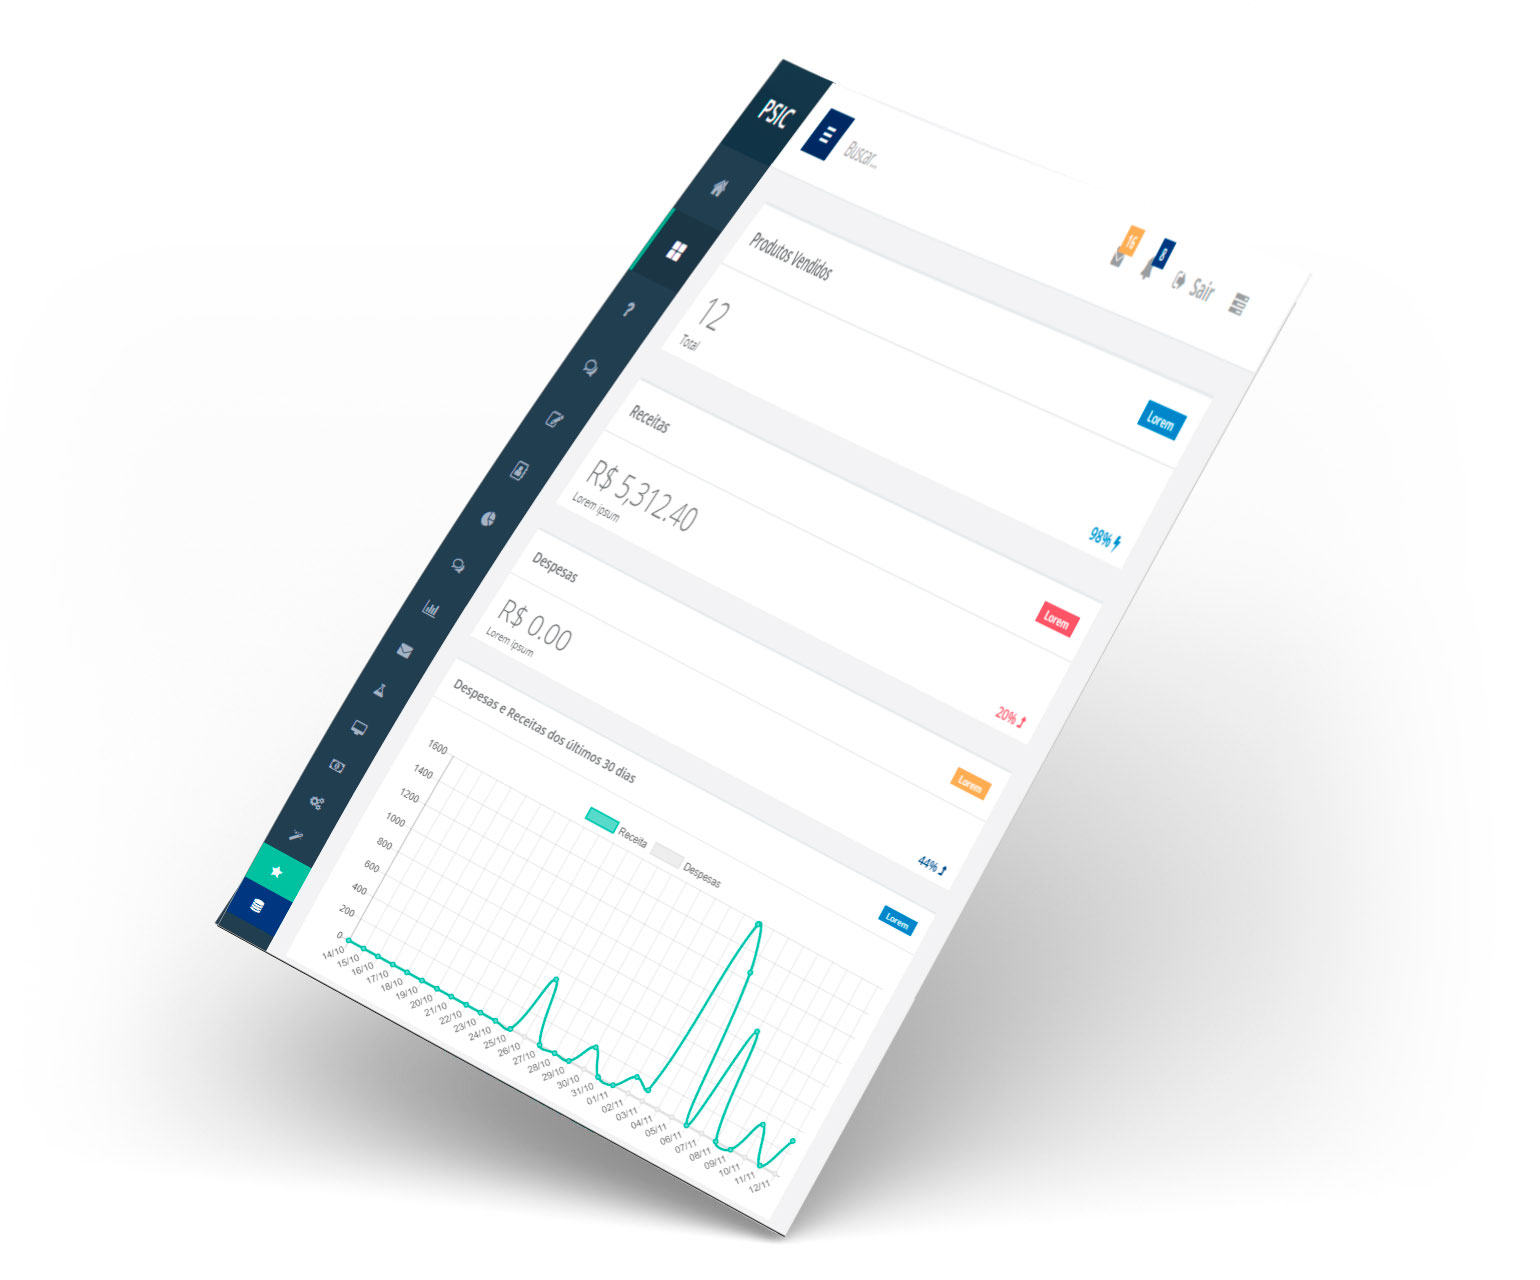 PSIC
Buscar...
16
8
Sair
Produtos Vendidos
Lorem
12
Total
98%
Receitas
Lorem
R$ 5,312.40
Lorem ipsum
20%
Despesas
Lorem
R$ 0.00
Lorem ipsum
44%
Despesas e Receitas dos últimos 30 dias
Lorem
Receita
Despesas
1600
1400
1200
1000
800
600
400
200
0
14/10
15/10
16/10
17/10
18/10
19/10
20/10
21/10
22/10
23/10
24/10
25/10
26/10
27/10
28/10
29/10
30/10
31/10
01/11
02/11
03/11
04/11
05/11
06/11
07/11
08/11
09/11
10/11
11/11
12/11